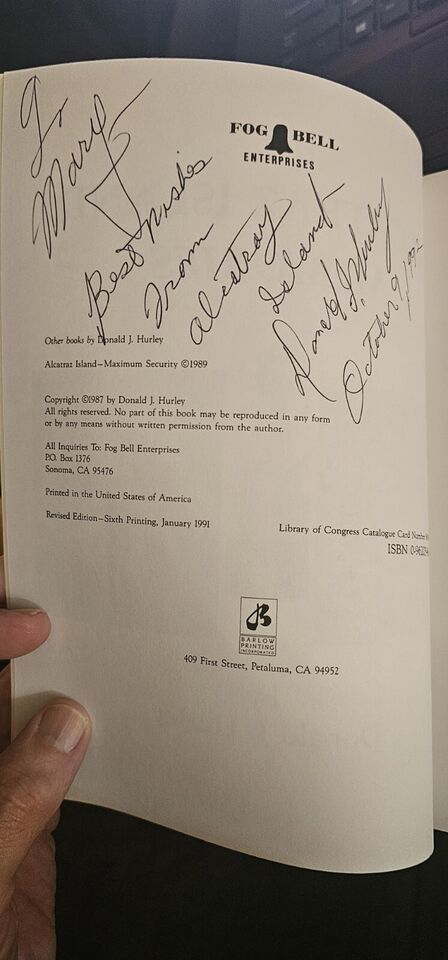 To
Mary
Best Wishes
From
Alcatraz
Island
Donald J. Hurley
October 9, 1992
FOG BELL
ENTERPRISES
Other books by Donald J. Hurley
Alcatraz Island—Maximum Security ©1989
Copyright ©1987 by Donald J. Hurley
All rights reserved. No part of this book may be reproduced in any form
or by any means without written permission from the author.
All Inquiries To: Fog Bell Enterprises
P.O. Box 1376
Sonoma, CA 95476
Printed in the United States of America
Revised Edition—Sixth Printing, January 1991
Library of Congress Catalogue Card Number
ISBN 0-9620
B
BARLOW
PRINTING
INCORPORATED
409 First Street, Petaluma, CA 94952